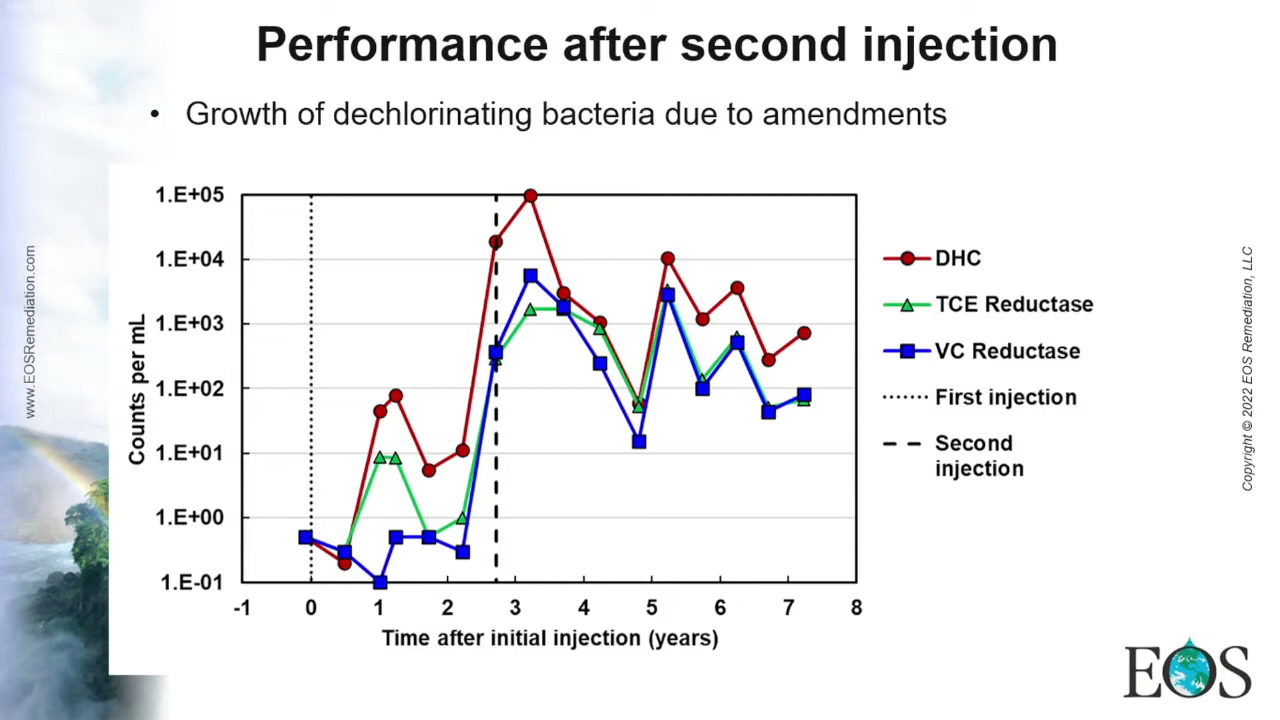 Performance after second injection
• Growth of dechlorinating bacteria due to amendments
www.EOSRemediation.com
Counts per mL
1.E+05
1.E+04
1.E+03
1.E+02
1.E+01
1.E+00
1.E-01
-1 0 1 2 3 4 5 6 7 8
Time after initial injection (years)
DHC
TCE Reductase
VC Reductase
First injection
Second
injection
Copyright © 2022 EOS Remediation, LLC
EOS